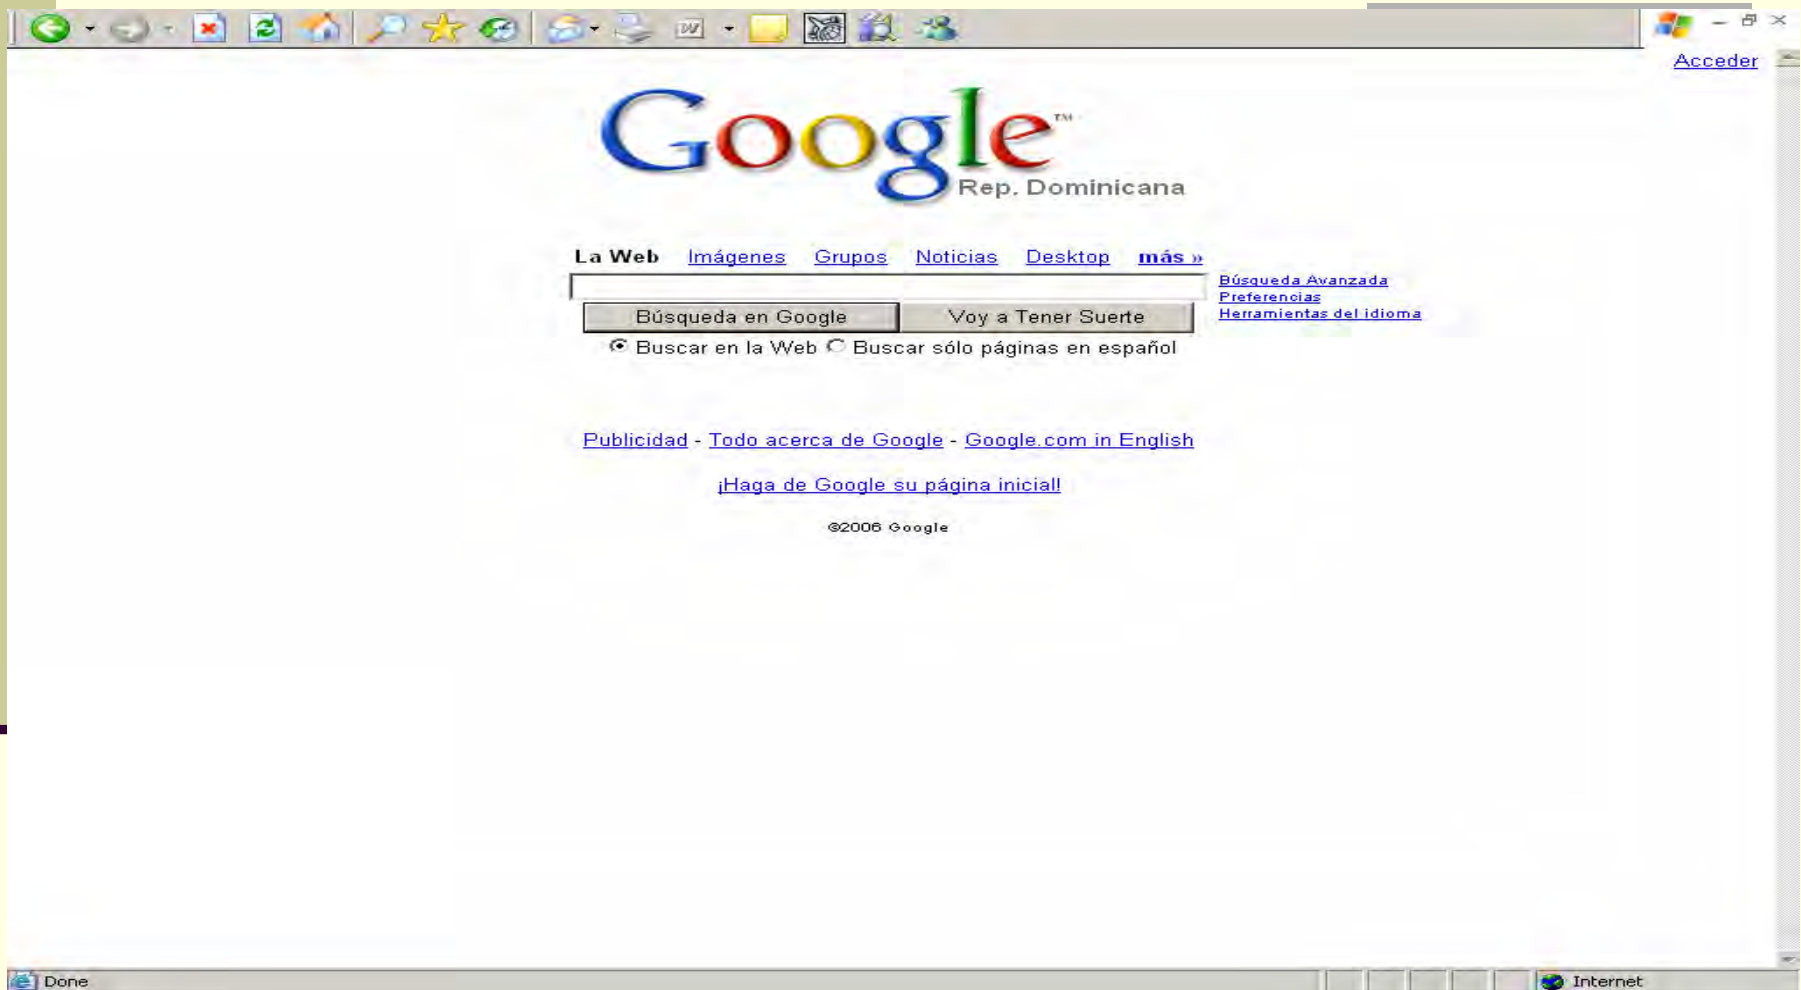 Acceder
Google™
Rep. Dominicana
La Web Imágenes Grupos Noticias Desktop más »
Búsqueda Avanzada
Preferencias
Herramientas del idioma
Búsqueda en Google Voy a Tener Suerte
Buscar en la Web Buscar sólo páginas en español
Publicidad - Todo acerca de Google - Google.com in English
¡Haga de Google su página inicial!
©2006 Google
Done Internet